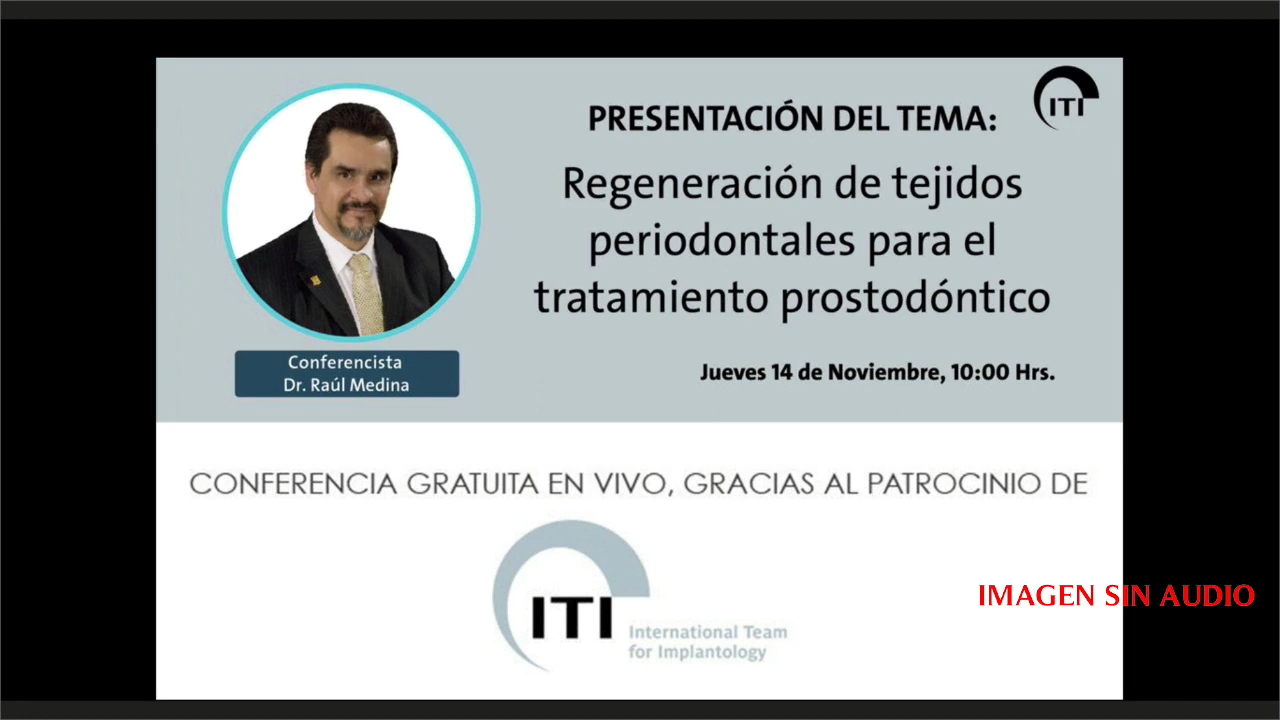 ITI
PRESENTACIÓN DEL TEMA:
Regeneración de tejidos
periodontales para el
tratamiento prostodóntico
Conferencista
Dr. Raúl Medina
Jueves 14 de Noviembre, 10:00 Hrs.
CONFERENCIA GRATUITA EN VIVO, GRACIAS AL PATROCINIO DE
ITI
International Team
for Implantology
IMAGEN SIN AUDIO